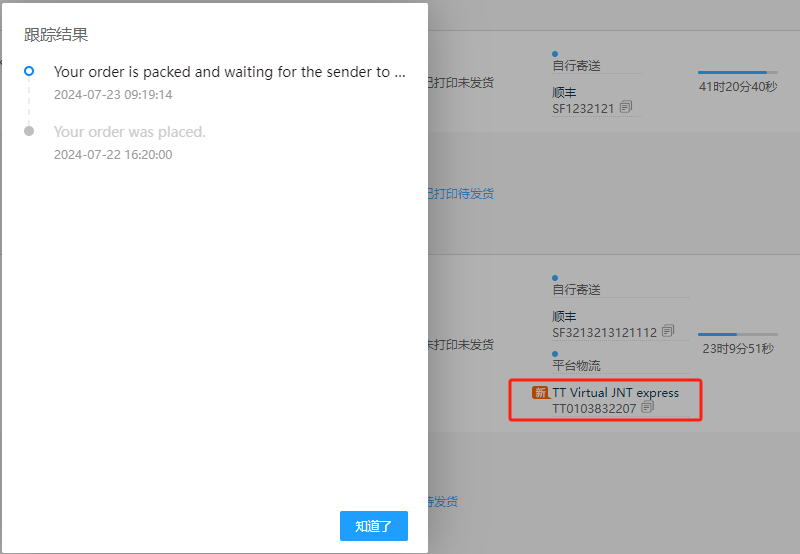 跟踪结果
Your order is packed and waiting for the sender to ...
2024-07-23 09:19:14
Your order was placed.
2024-07-22 16:20:00
知道了
打印未发货
自行寄送
顺丰
SF1232121
41时20分40秒
打印待发货
打印未发货
自行寄送
顺丰
SF3213213121112
平台物流
新 TT Virtual JNT express
TT0103832207
23时9分51秒
待发货